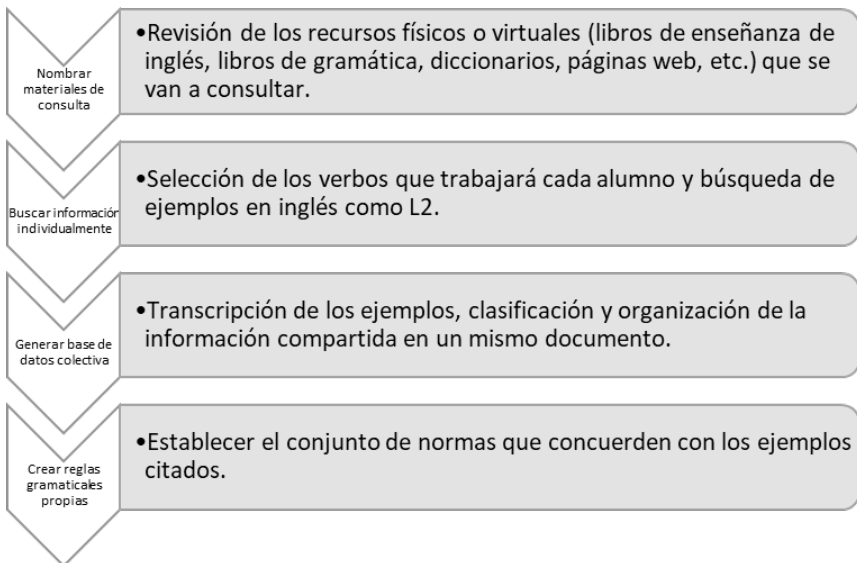 Nombrar
materiales de
consulta
•Revisión de los recursos físicos o virtuales (libros de enseñanza de
inglés, libros de gramática, diccionarios, páginas web, etc.) que se
van a consultar.
Buscar información
individualmente
•Selección de los verbos que trabajará cada alumno y búsqueda de
ejemplos en inglés como L2.
Generar base de
datos colectiva
•Transcripción de los ejemplos, clasificación y organización de la
información compartida en un mismo documento.
Crear reglas
gramaticales
propias
•Establecer el conjunto de normas que concuerden con los ejemplos
citados.